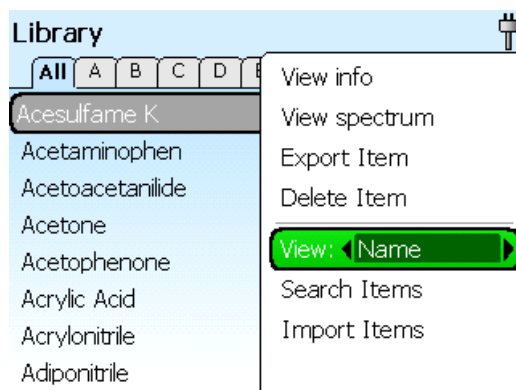 Library
All A B C D E
Acesulfame K
Acetaminophen
Acetoacetanilide
Acetone
Acetophenone
Acrylic Acid
Acrylonitrile
Adiponitrile
View info
View spectrum
Export Item
Delete Item
View: Name
Search Items
Import Items